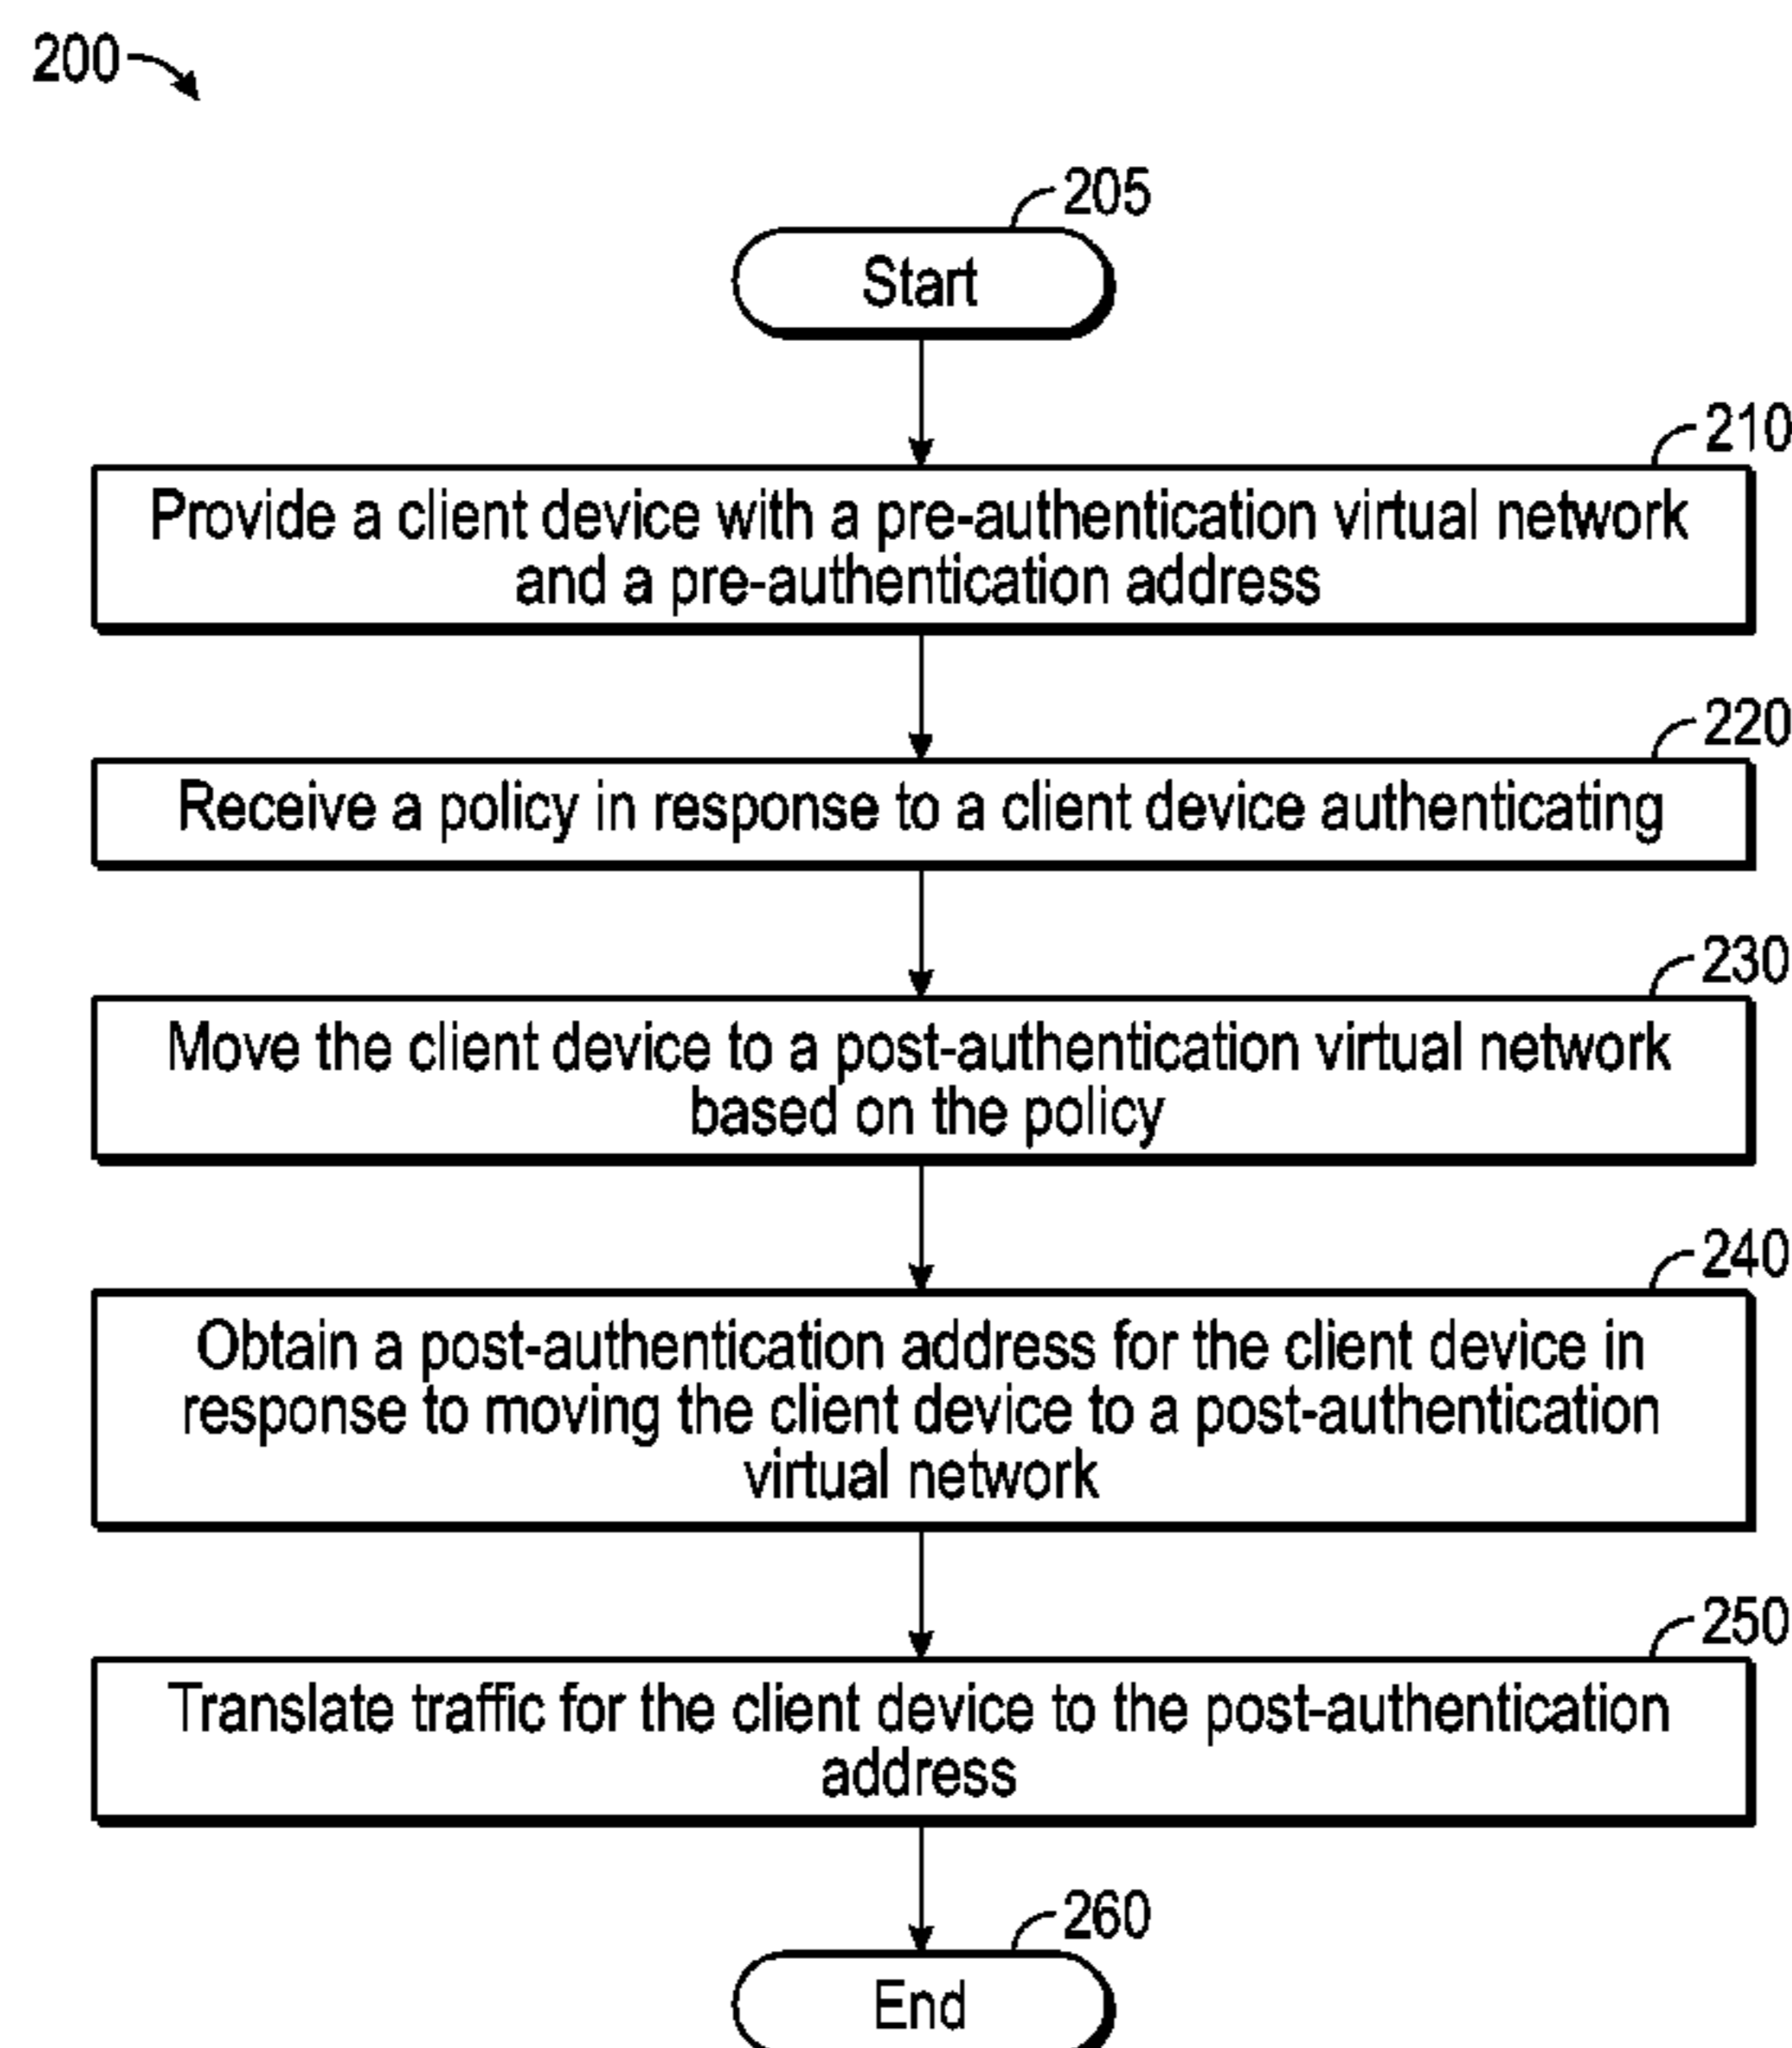 200
205
Start
210
Provide a client device with a pre-authentication virtual network
and a pre-authentication address
220
Receive a policy in response to a client device authenticating
230
Move the client device to a post-authentication virtual network
based on the policy
240
Obtain a post-authentication address for the client device in
response to moving the client device to a post-authentication
virtual network
250
Translate traffic for the client device to the post-authentication
address
260
End